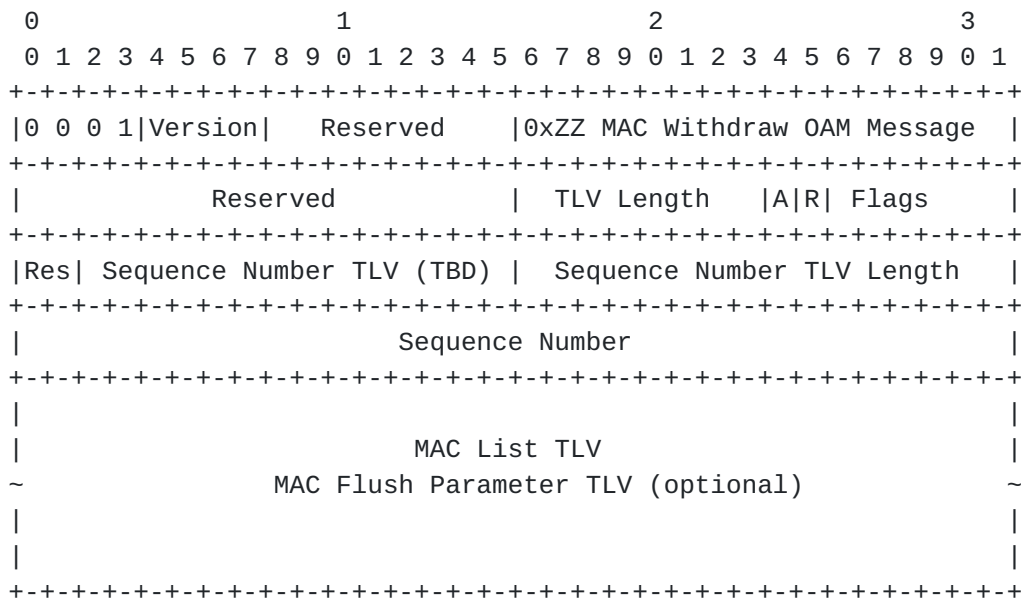 0                   1                   2                   3
 0 1 2 3 4 5 6 7 8 9 0 1 2 3 4 5 6 7 8 9 0 1 2 3 4 5 6 7 8 9 0 1
+-+-+-+-+-+-+-+-+-+-+-+-+-+-+-+-+-+-+-+-+-+-+-+-+-+-+-+-+-+-+-+-+
|0 0 0 1|Version|   Reserved    |0xZZ MAC Withdraw OAM Message  |
+-+-+-+-+-+-+-+-+-+-+-+-+-+-+-+-+-+-+-+-+-+-+-+-+-+-+-+-+-+-+-+-+
|            Reserved           |  TLV Length   |A|R| Flags     |
+-+-+-+-+-+-+-+-+-+-+-+-+-+-+-+-+-+-+-+-+-+-+-+-+-+-+-+-+-+-+-+-+
|Res| Sequence Number TLV (TBD) |  Sequence Number TLV Length   |
+-+-+-+-+-+-+-+-+-+-+-+-+-+-+-+-+-+-+-+-+-+-+-+-+-+-+-+-+-+-+-+-+
|                        Sequence Number                        |
+-+-+-+-+-+-+-+-+-+-+-+-+-+-+-+-+-+-+-+-+-+-+-+-+-+-+-+-+-+-+-+-+
|                                                               |
|                         MAC List TLV                          |
~                MAC Flush Parameter TLV (optional)             ~
|                                                               |
|                                                               |
+-+-+-+-+-+-+-+-+-+-+-+-+-+-+-+-+-+-+-+-+-+-+-+-+-+-+-+-+-+-+-+-+